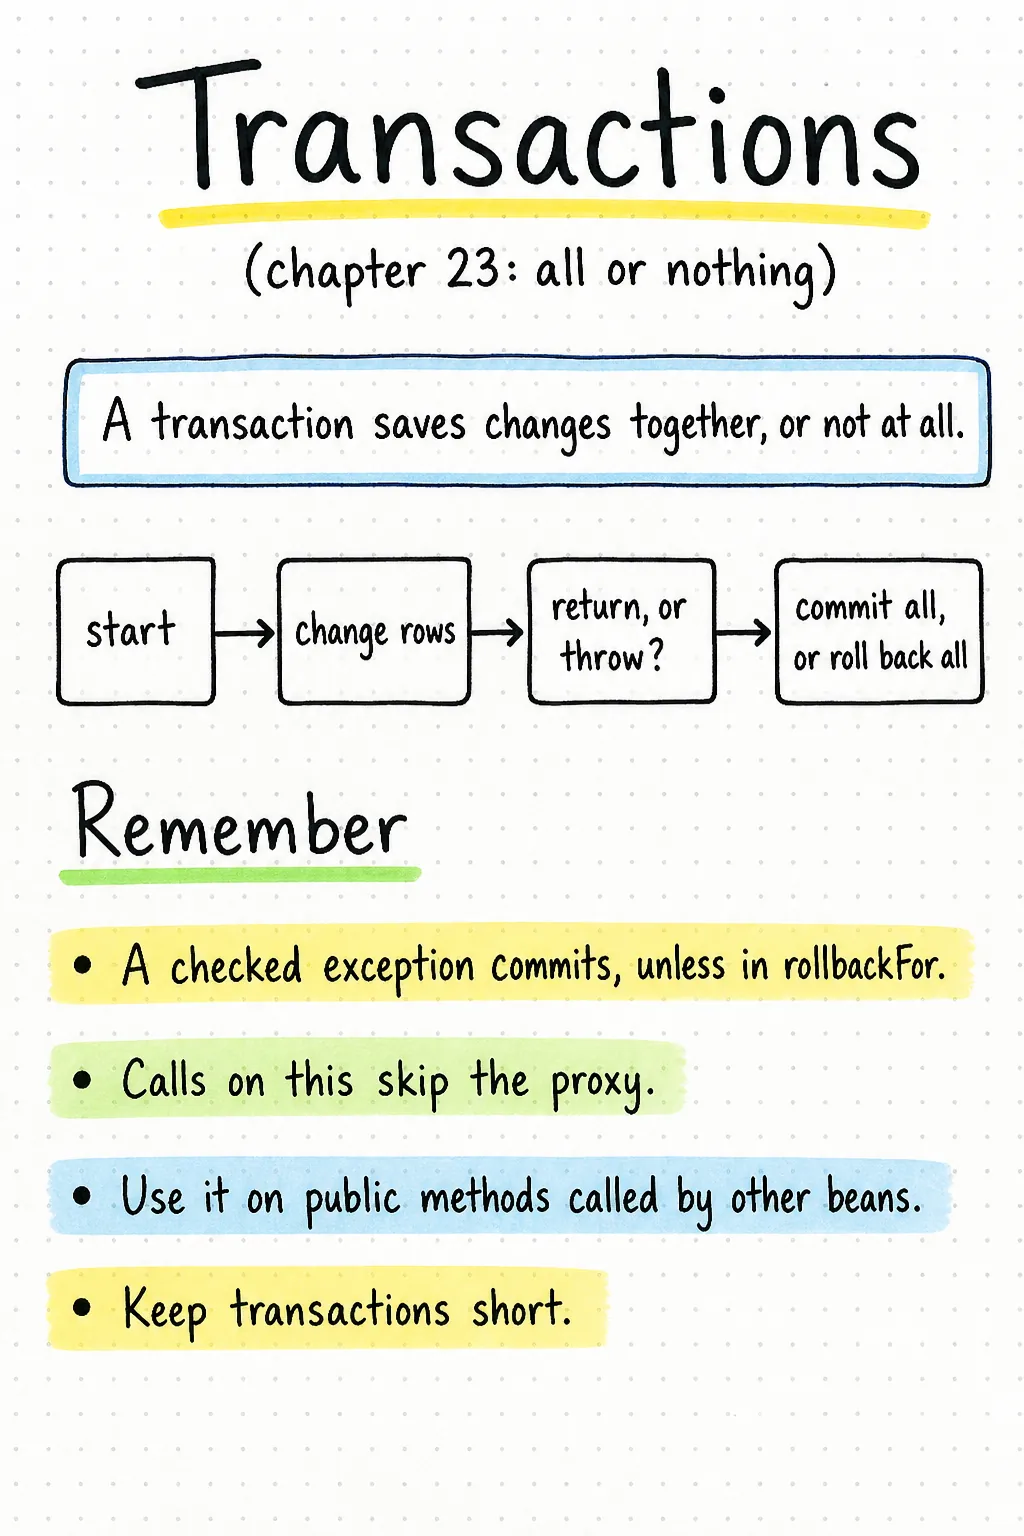 Transactions
(chapter 23: all or nothing)
A transaction saves changes together, or not at all.
start
change rows
return, or
throw?
commit all,
or roll back all
Remember
• A checked exception commits, unless in rollbackFor.
• Calls on this skip the proxy.
• Use it on public methods called by other beans.
• Keep transactions short.